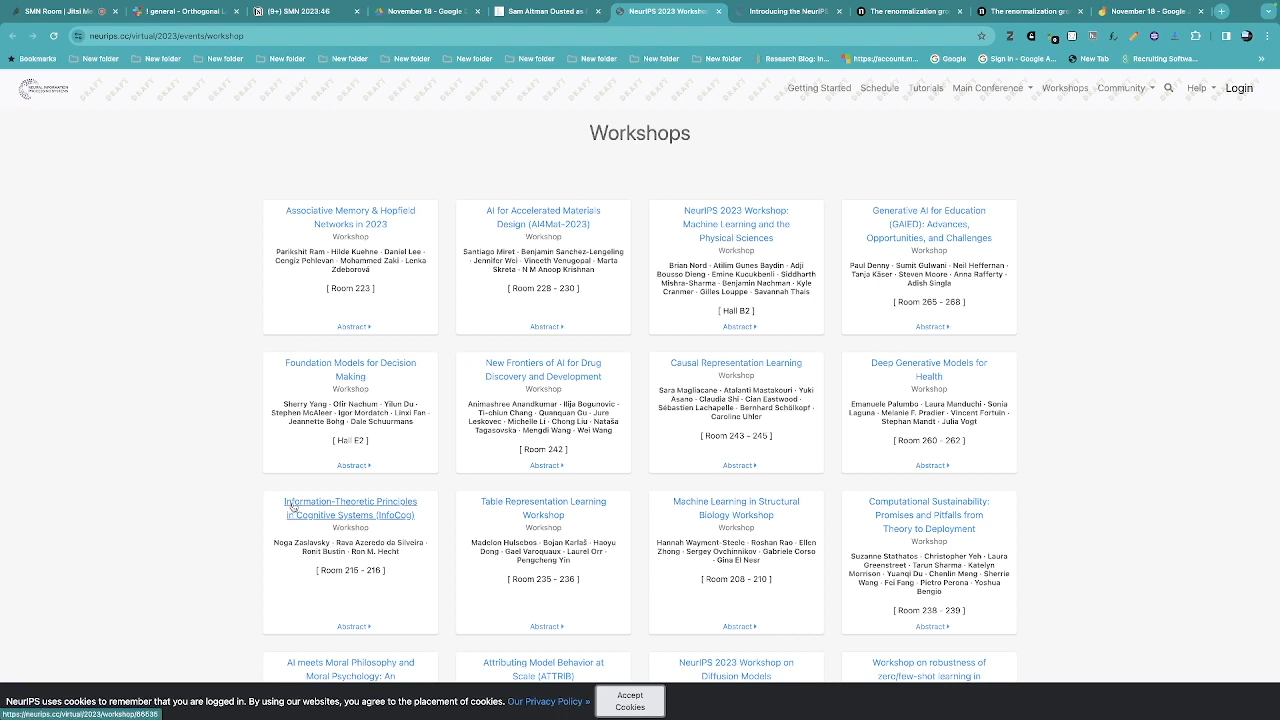 SMN Room | Jitsi Me
general - Orthogonal L
(9+) SMN 2023:46
November 18 - Google
Sam Altman Ousted as
NeurIPS 2023 Worksho
Introducing the NeurIP
The renormalization gro
The renormalization gro
November 18 - Google
neurips.cc/virtual/2023/events/workshop
Bookmarks
New folder
New folder
New folder
New folder
New folder
New folder
New folder
New folder
New folder
New folder
New folder
Research Blog: In...
https://account.m...
Google
Sign in - Google A...
New Tab
Recruiting Softwa...
NEURAL INFORMATION
PROCESSING SYSTEMS
Getting Started
Schedule
Tutorials
Main Conference
Workshops
Community
Help
Login
Workshops
Associative Memory & Hopfield
Networks in 2023
Workshop
Parikshit Ram · Hilde Kuehne · Daniel Lee ·
Cengiz Pehlevan · Mohammed Zaki · Lenka
Zdeborová
[ Room 223 ]
Abstract
AI for Accelerated Materials
Design (AI4Mat-2023)
Workshop
Santiago Miret · Benjamin Sanchez-Lengeling
· Jennifer Wei · Vineeth Venugopal · Marta
Skreta · N M Anoop Krishnan
[ Room 228 - 230 ]
Abstract
NeurIPS 2023 Workshop:
Machine Learning and the
Physical Sciences
Workshop
Brian Nord · Atilim Gunes Baydin · Adji
Bousso Dieng · Emine Kucukbenli · Siddharth
Mishra-Sharma · Benjamin Nachman · Kyle
Cranmer · Gilles Louppe · Savannah Thais
[ Hall B2 ]
Abstract
Generative AI for Education
(GAIED): Advances,
Opportunities, and Challenges
Workshop
Paul Denny · Sumit Gulwani · Neil Heffernan ·
Tanja Käser · Steven Moore · Anna Rafferty ·
Adish Singla
[ Room 265 - 268 ]
Abstract
Foundation Models for Decision
Making
Workshop
Sherry Yang · Ofir Nachum · Yilun Du ·
Stephen McAleer · Igor Mordatch · Linxi Fan ·
Jeannette Bohg · Dale Schuurmans
[ Hall E2 ]
Abstract
New Frontiers of AI for Drug
Discovery and Development
Workshop
Animashree Anandkumar · Ilija Bogunovic ·
Ti-chiun Chang · Quanquan Gu · Jure
Leskovec · Michelle Li · Chong Liu · Nataša
Tagasovska · Mengdi Wang · Wei Wang
[ Room 242 ]
Abstract
Causal Representation Learning
Workshop
Sara Magliacane · Atalanti Mastakouri · Yuki
Asano · Claudia Shi · Cian Eastwood ·
Sébastien Lachapelle · Bernhard Schölkopf ·
Caroline Uhler
[ Room 243 - 245 ]
Abstract
Deep Generative Models for
Health
Workshop
Emanuele Palumbo · Laura Manduchi · Sonia
Laguna · Melanie F. Pradier · Vincent Fortuin ·
Stephan Mandt · Julia Vogt
[ Room 260 - 262 ]
Abstract
Information-Theoretic Principles
in Cognitive Systems (InfoCog)
Workshop
Noga Zaslavsky · Rava Azeredo da Silveira ·
Ronit Bustin · Ron M. Hecht
[ Room 215 - 216 ]
Abstract
Table Representation Learning
Workshop
Workshop
Madelon Hulsebos · Bojan Karlaš · Haoyu
Dong · Gael Varoquaux · Laurel Orr ·
Pengcheng Yin
[ Room 235 - 236 ]
Abstract
Machine Learning in Structural
Biology Workshop
Workshop
Hannah Wayment-Steele · Roshan Rao · Ellen
Zhong · Sergey Ovchinnikov · Gabriele Corso
· Gina El Nesr
[ Room 208 - 210 ]
Abstract
Computational Sustainability:
Promises and Pitfalls from
Theory to Deployment
Workshop
Suzanne Stathatos · Christopher Yeh · Laura
Greenstreet · Tarun Sharma · Katelyn
Morrison · Yuanqi Du · Chenlin Meng · Sherrie
Wang · Fei Fang · Pietro Perona · Yoshua
Bengio
[ Room 238 - 239 ]
Abstract
AI meets Moral Philosophy and
Moral Psychology: An
Attributing Model Behavior at
Scale (ATTRIB)
NeurIPS 2023 Workshop on
Diffusion Models
Workshop on robustness of
zero/few-shot learning in
NeurIPS uses cookies to remember that you are logged in. By using our websites, you agree to the placement of cookies. Our Privacy Policy »
Accept
Cookies
https://neurips.cc/virtual/2023/workshop/66535